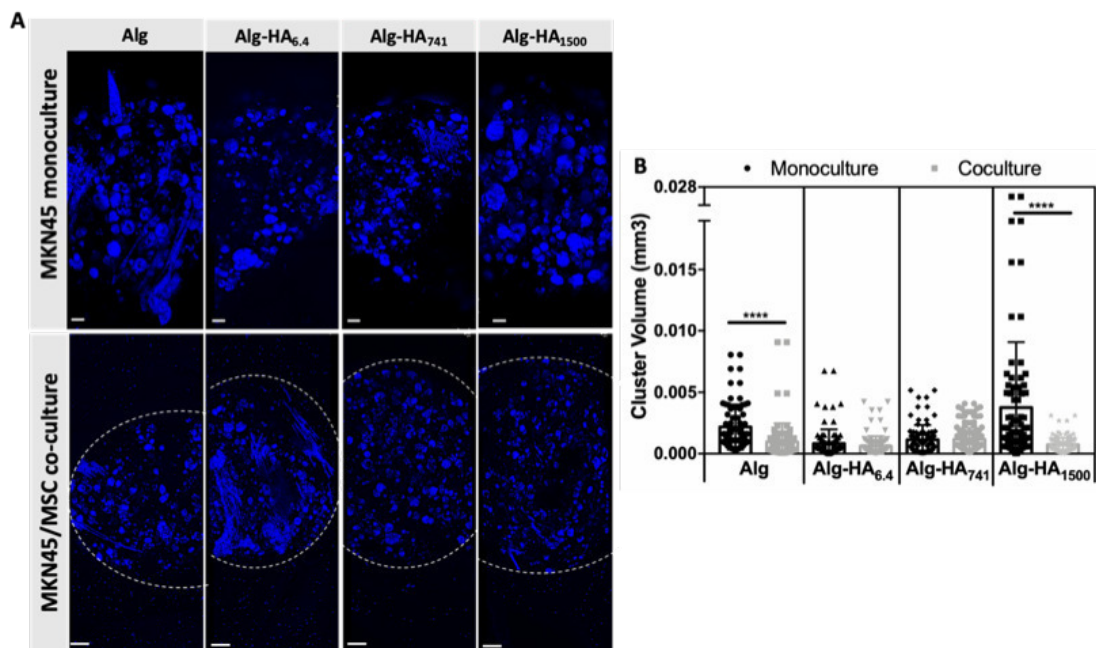 A
Alg
Alg-HA6.4
Alg-HA741
Alg-HA1500
MKN45 monoculture
MKN45/MSC co-culture
B
Monoculture
Coculture
Cluster Volume (mm3)
0.028
0.015
0.010
0.005
0.000
****
****
Alg
Alg-HA6.4
Alg-HA741
Alg-HA1500